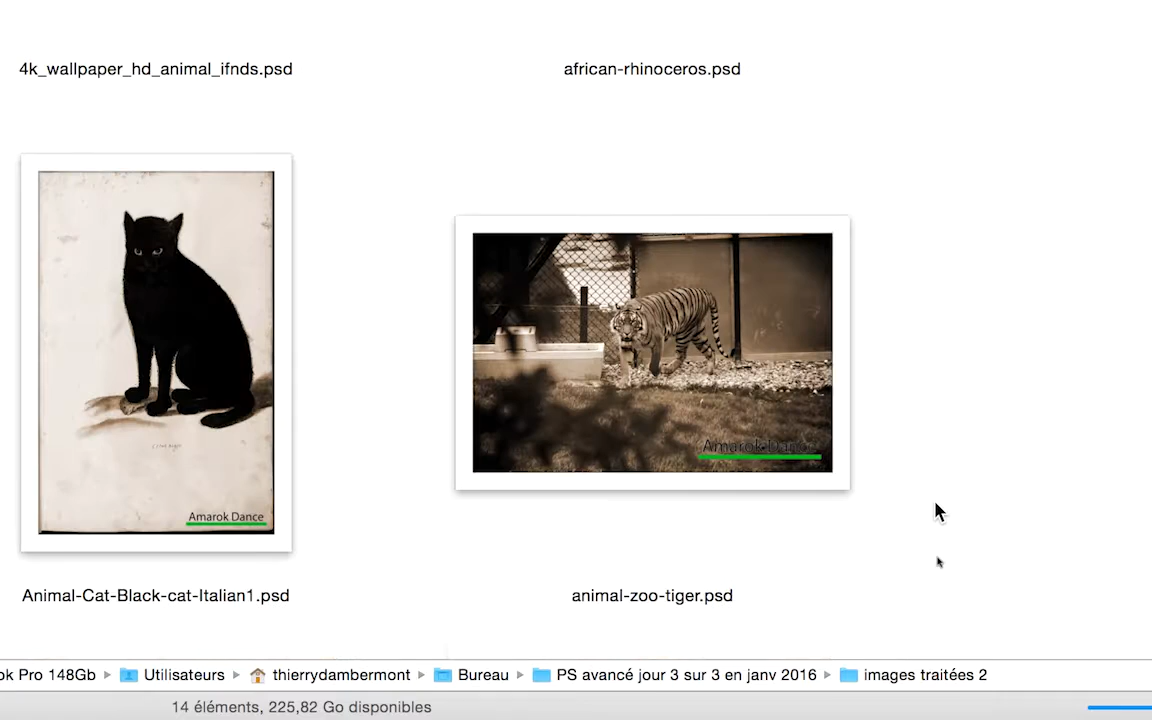 4k_wallpaper_hd_animal_ifnds.psd
african-rhinoceros.psd
Amarok Dance
Amarok Dance
Animal-Cat-Black-cat-Italian1.psd
animal-zoo-tiger.psd
ok Pro 148Gb
Utilisateurs
thierrydambermont
Bureau
PS avancé jour 3 sur 3 en janv 2016
images traitées 2
14 éléments, 225,82 Go disponibles